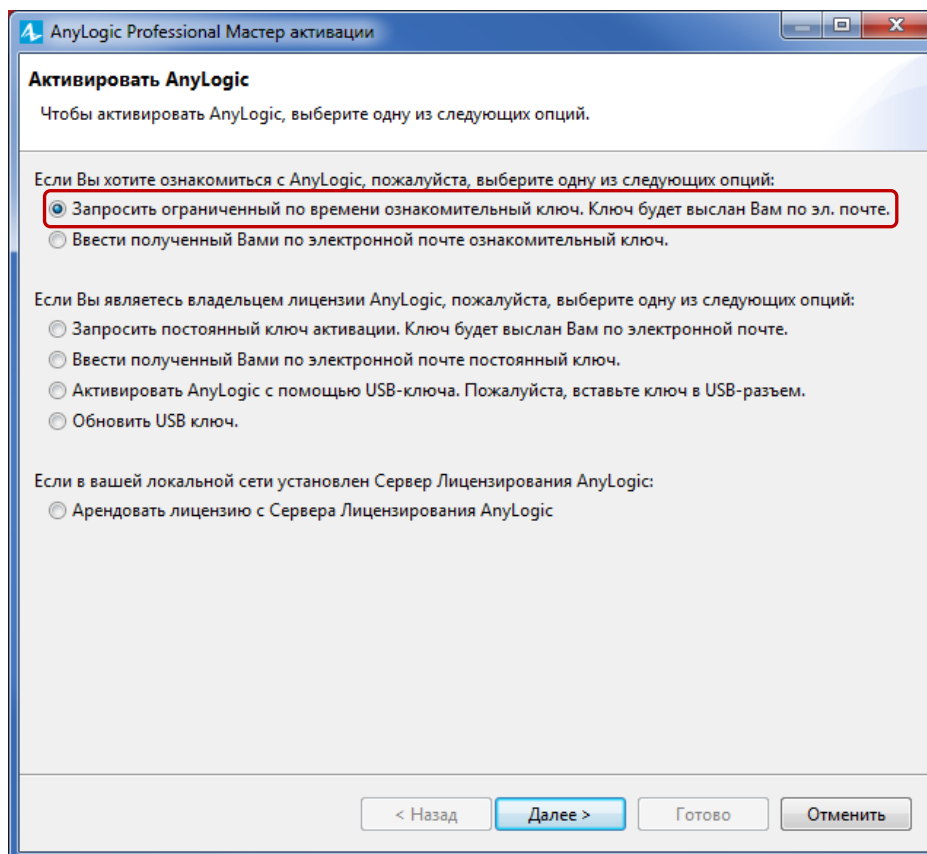 AnyLogic Professional Мастер активации
Активировать AnyLogic
Чтобы активировать AnyLogic, выберите одну из следующих опций.
Если Вы хотите ознакомиться с AnyLogic, пожалуйста, выберите одну из следующих опций:
Запросить ограниченный по времени ознакомительный ключ. Ключ будет выслан Вам по эл. почте.
Ввести полученный Вами по электронной почте ознакомительный ключ.
Если Вы являетесь владельцем лицензии AnyLogic, пожалуйста, выберите одну из следующих опций:
Запросить постоянный ключ активации. Ключ будет выслан Вам по электронной почте.
Ввести полученный Вами по электронной почте постоянный ключ.
Активировать AnyLogic с помощью USB-ключа. Пожалуйста, вставьте ключ в USB-разъем.
Обновить USB ключ.
Если в вашей локальной сети установлен Сервер Лицензирования AnyLogic:
Арендовать лицензию с Сервера Лицензирования AnyLogic
< Назад Далее > Готово Отменить